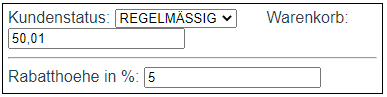 Kundenstatus: REGELMÄSSIG Warenkorb:
50,01
Rabatthoehe in %: 5